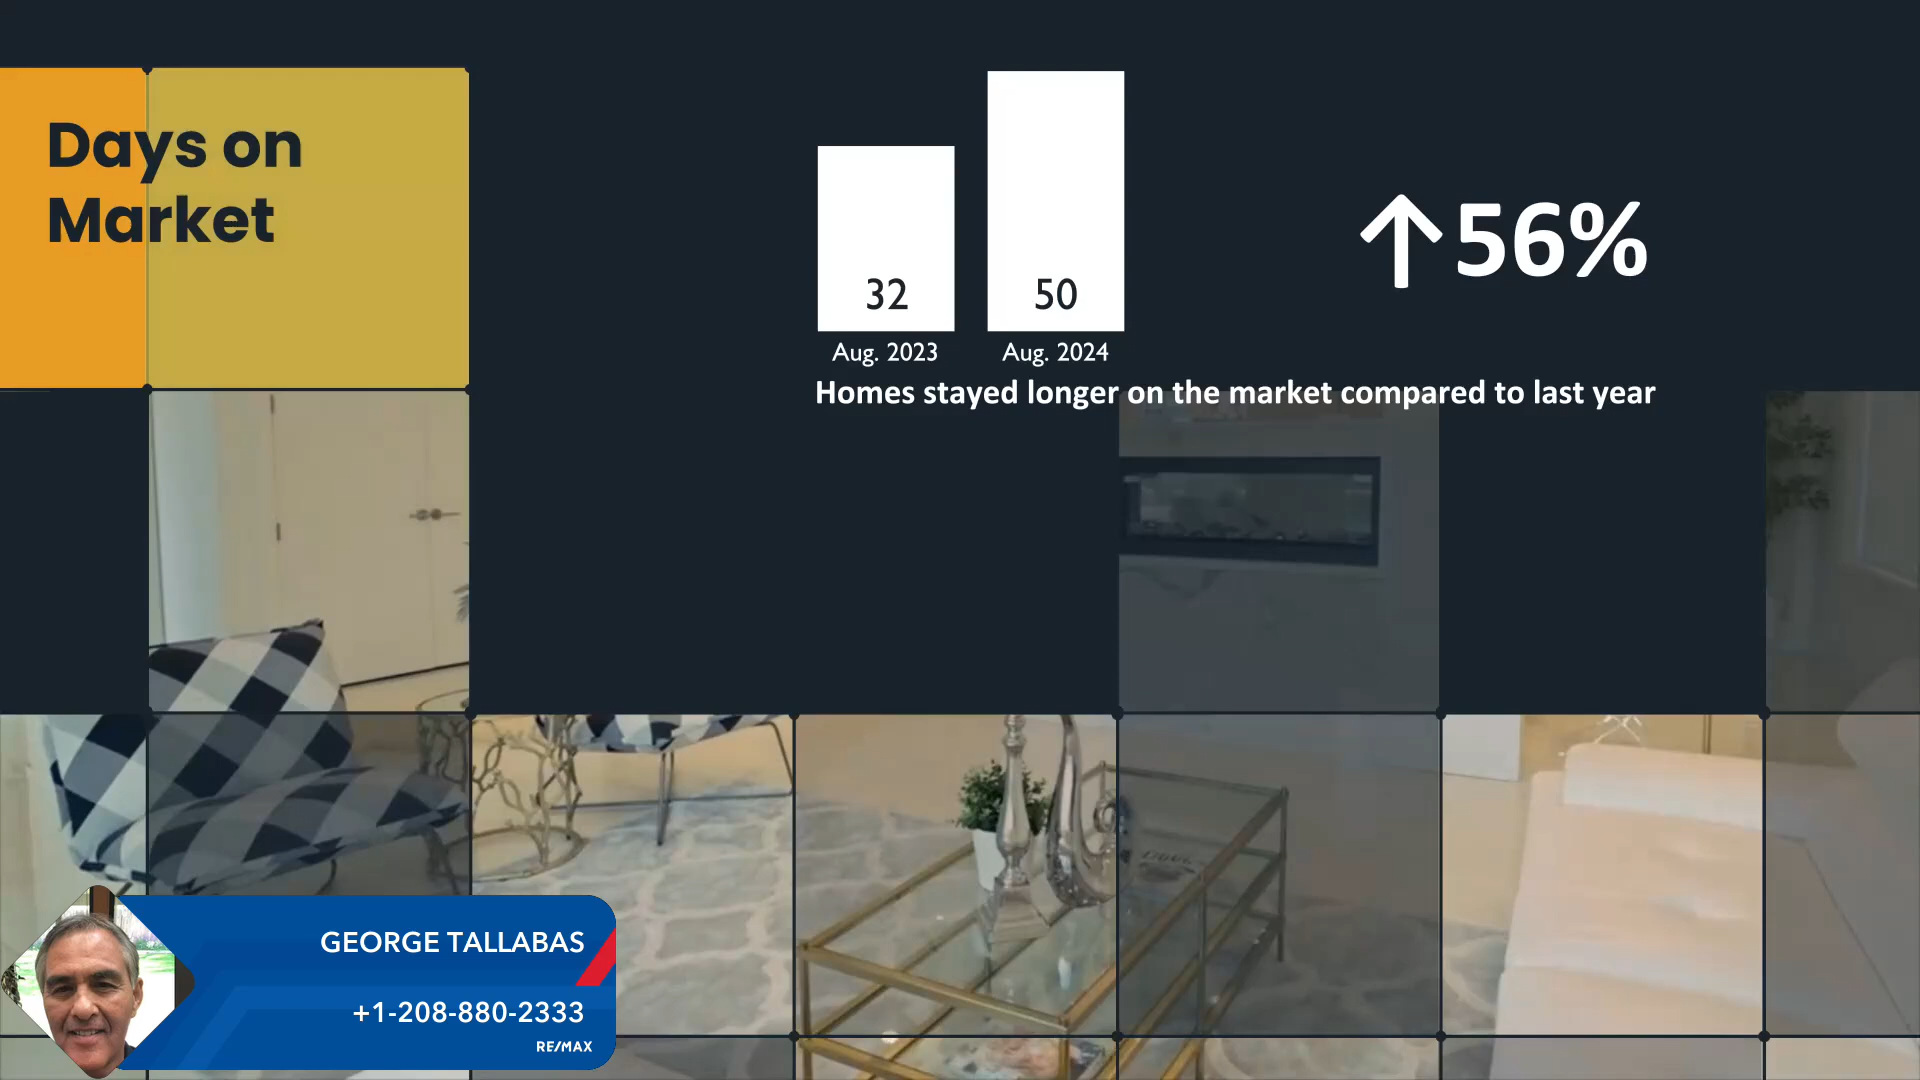 Days on
Market
32
50
Aug. 2023
Aug. 2024
↑56%
Homes stayed longer on the market compared to last year
GEORGE TALLABAS
+1-208-880-2333
RE/MAX